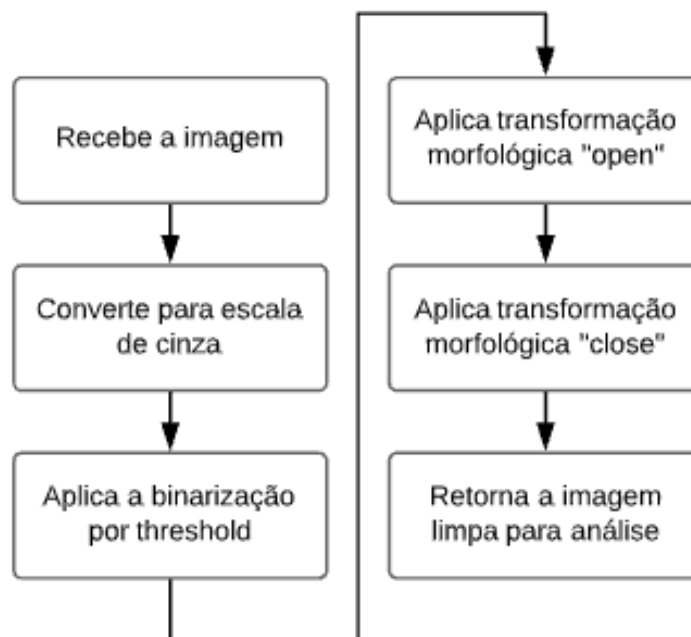 Recebe a imagem
Converte para escala
de cinza
Aplica a binarização
por threshold
Aplica transformação
morfológica "open"
Aplica transformação
morfológica "close"
Retorna a imagem
limpa para análise